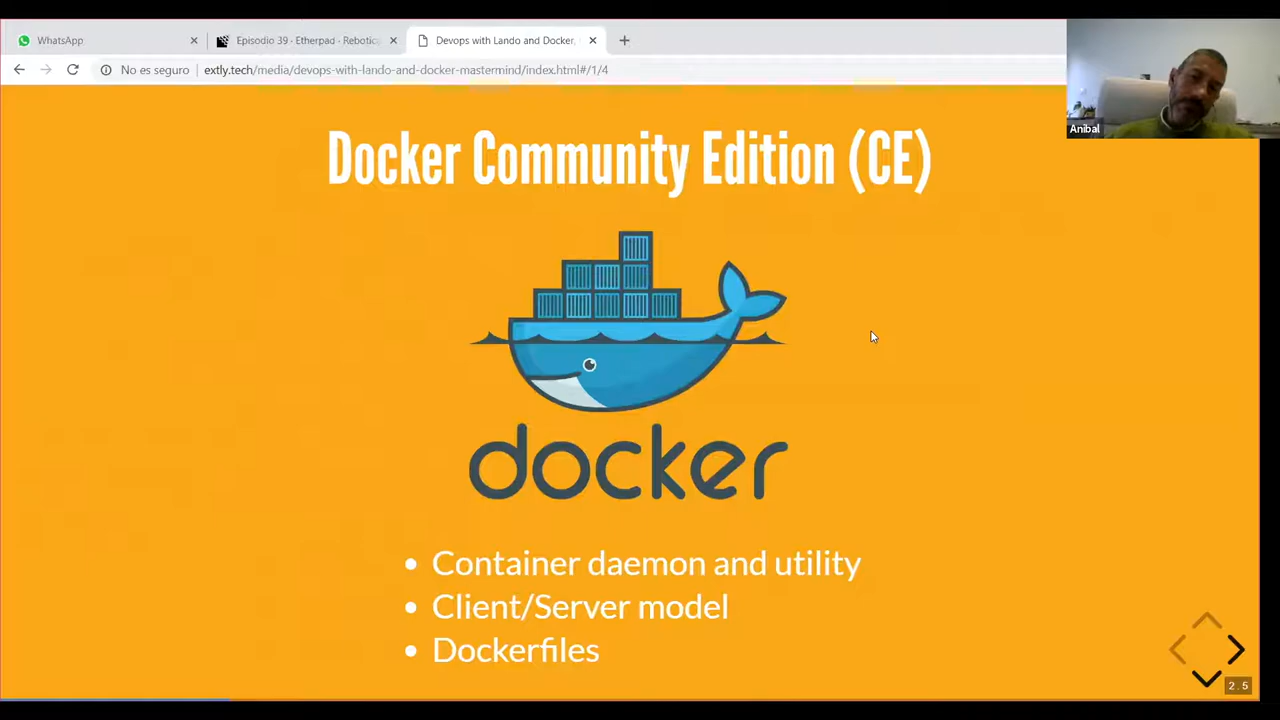 WhatsApp
Episodio 39 - Etherpad - Robotic
Devops with Lando and Docker,
No es seguro
extly.tech/media/devops-with-lando-and-docker-mastermind/index.html#/1/4
Anibal
Docker Community Edition (CE)
docker
• Container daemon and utility
• Client/Server model
• Dockerfiles
2.5